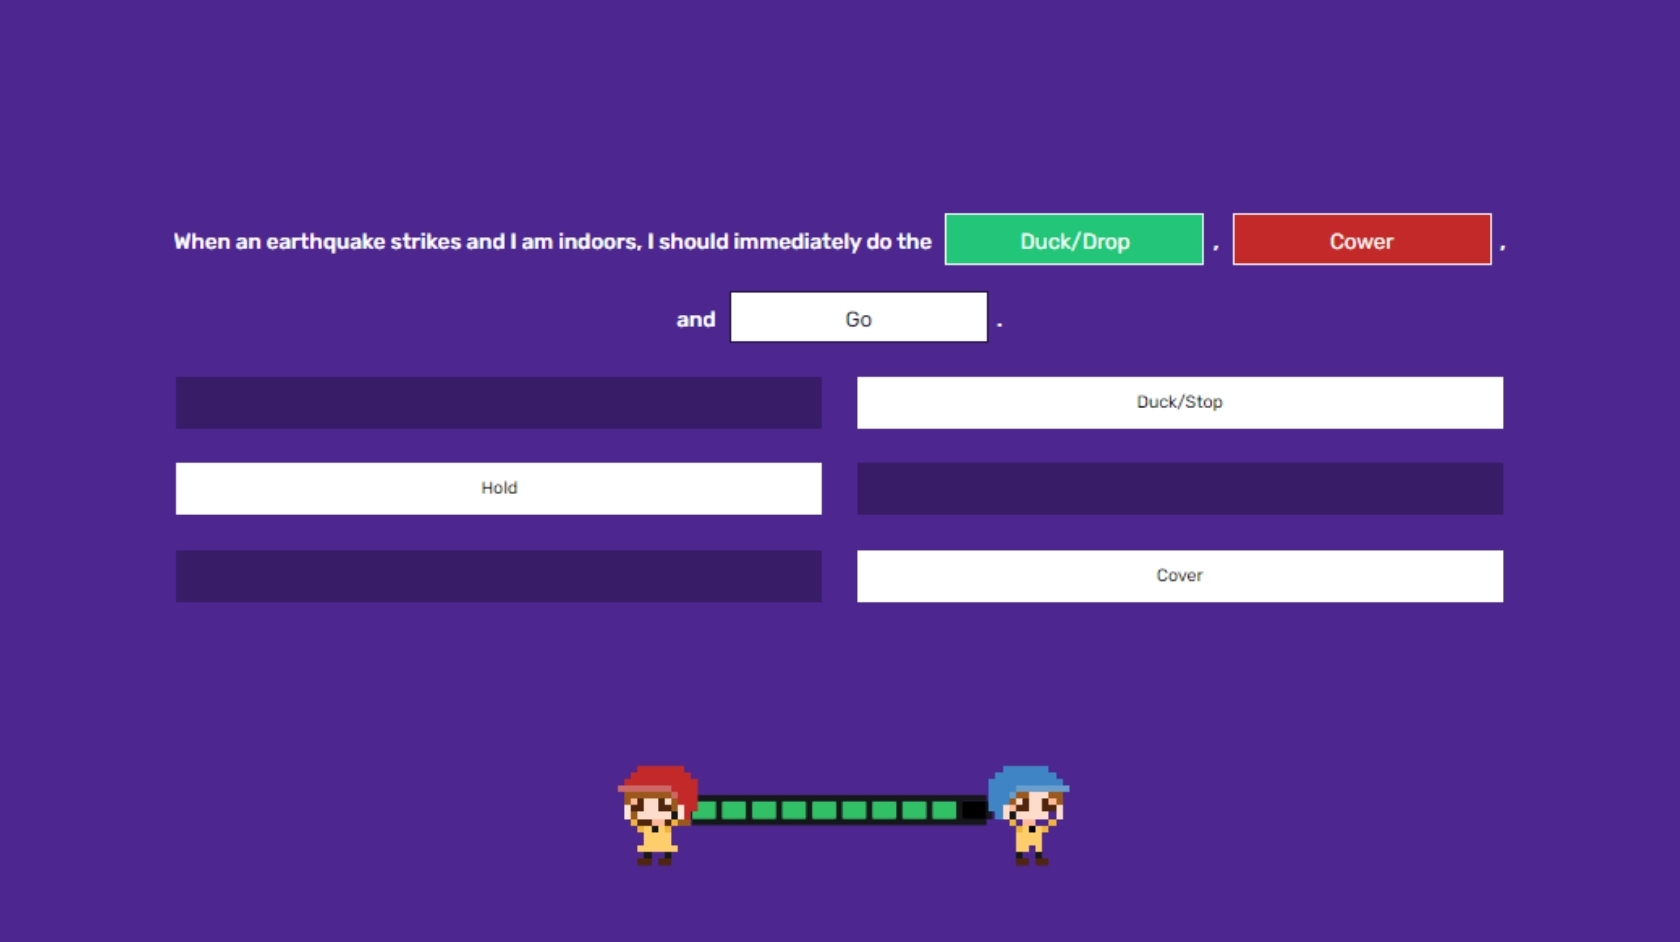 When an earthquake strikes and I am indoors, I should immediately do the Duck/Drop , Cower ,
and Go .
Duck/Stop
Hold
Cover